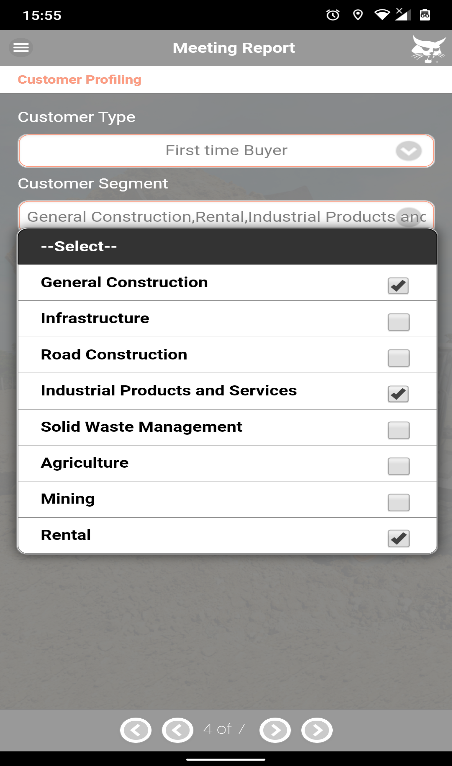 15:55
Meeting Report
Customer Profiling
Customer Type
First time Buyer
Customer Segment
General Construction,Rental,Industrial Products and
--Select--
General Construction
Infrastructure
Road Construction
Industrial Products and Services
Solid Waste Management
Agriculture
Mining
Rental
4 of 7